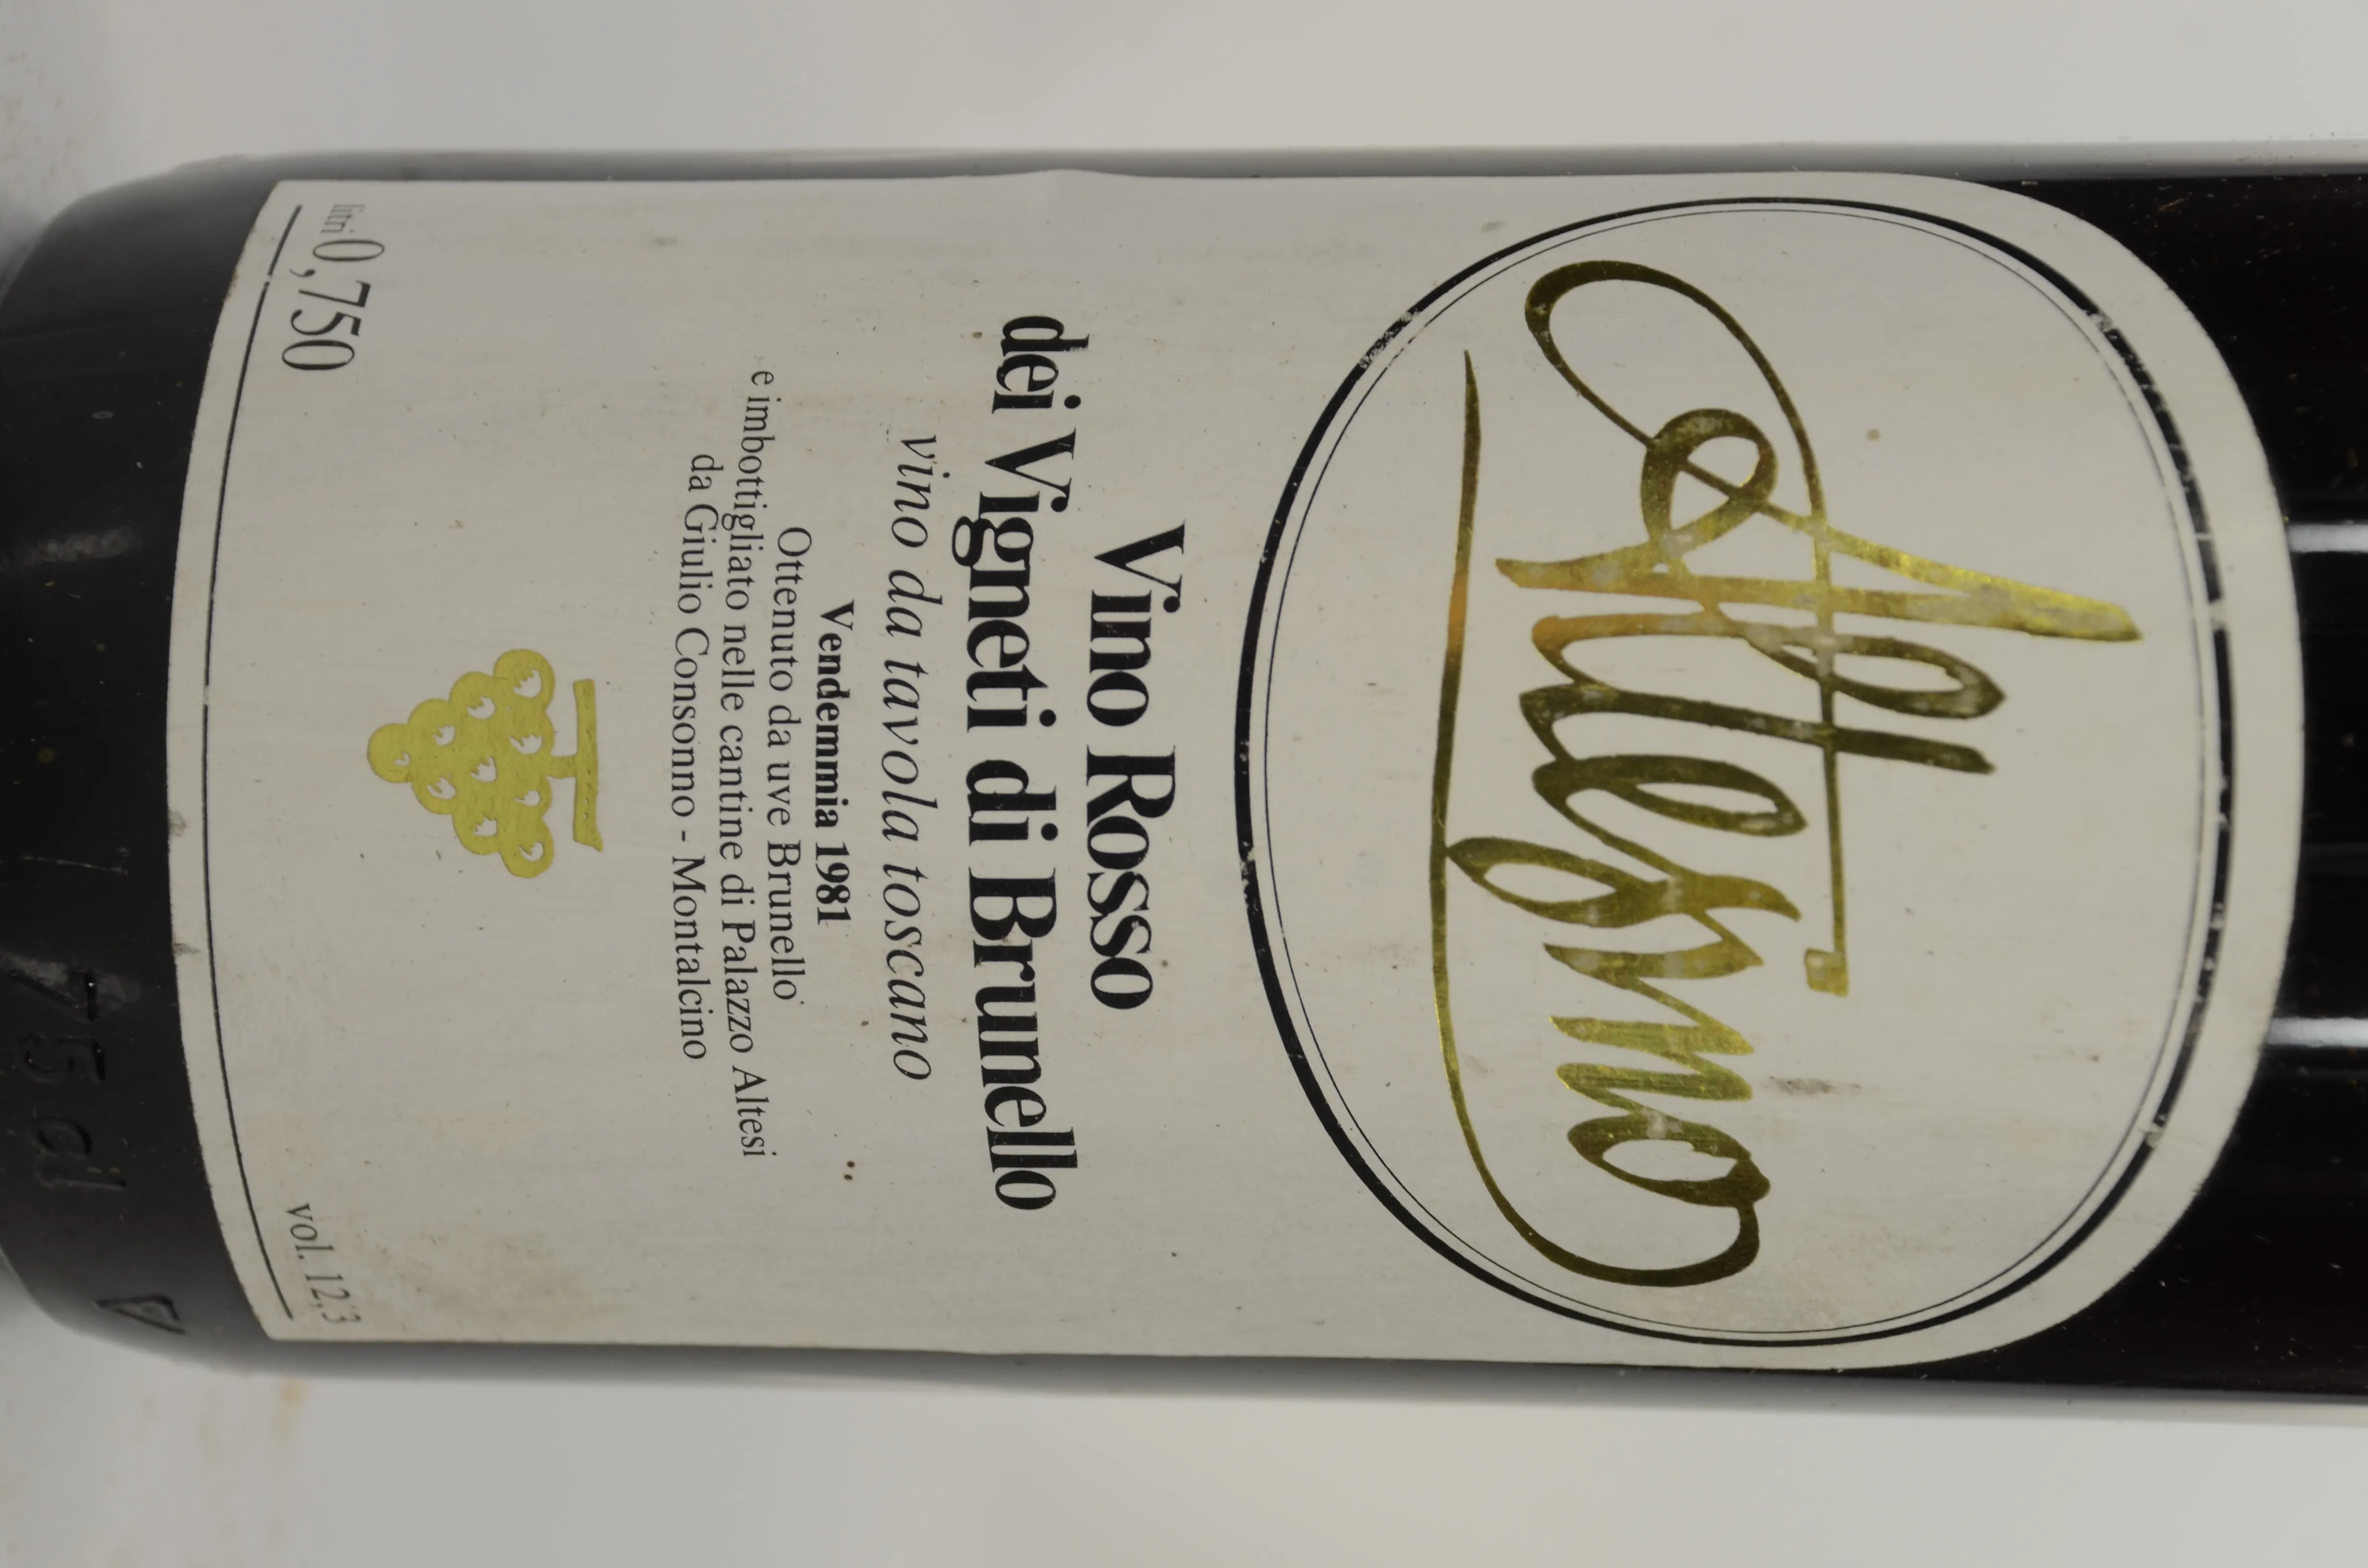 Altesino
Vino Rosso
dei Vigneti di Brunello
vino da tavola toscano
Vendemmia 1981
Ottenuto da uve Brunello
e imbottigliato nelle cantine di Palazzo Altesi
da Giulio Consonno - Montalcino
litri 0,750
vol. 12,3
75 cl